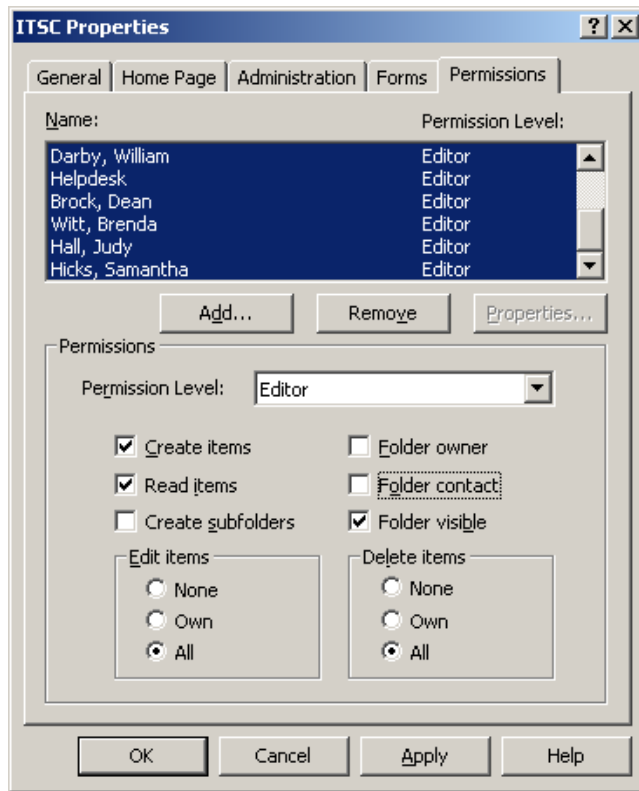 ITSC Properties
General Home Page Administration Forms Permissions
Name: Permission Level:
Darby, William Editor
Helpdesk Editor
Brock, Dean Editor
Witt, Brenda Editor
Hall, Judy Editor
Hicks, Samantha Editor
Add... Remove Properties...
Permissions
Permission Level: Editor
Create items Folder owner
Read items Folder contact
Create subfolders Folder visible
Edit items Delete items
None None
Own Own
All All
OK Cancel Apply Help